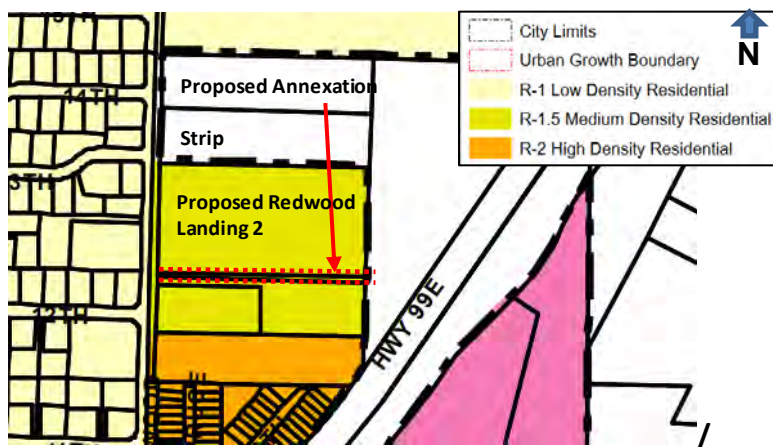 City Limits
Urban Growth Boundary
R-1 Low Density Residential
R-1.5 Medium Density Residential
R-2 High Density Residential
N
14TH
Proposed Annexation
Strip
Proposed Redwood
Landing 2
12TH
HWY 99E